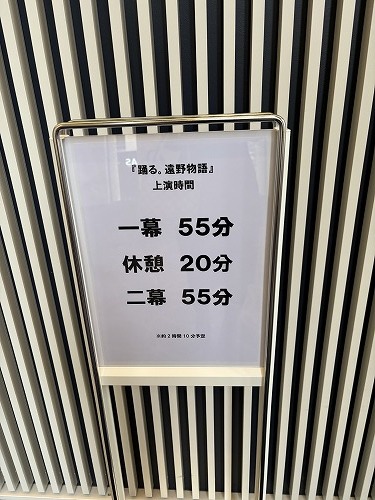 『踊る。遠野物語』
上演時間
一幕 55分
休憩 20分
二幕 55分
※約2時間10分予定